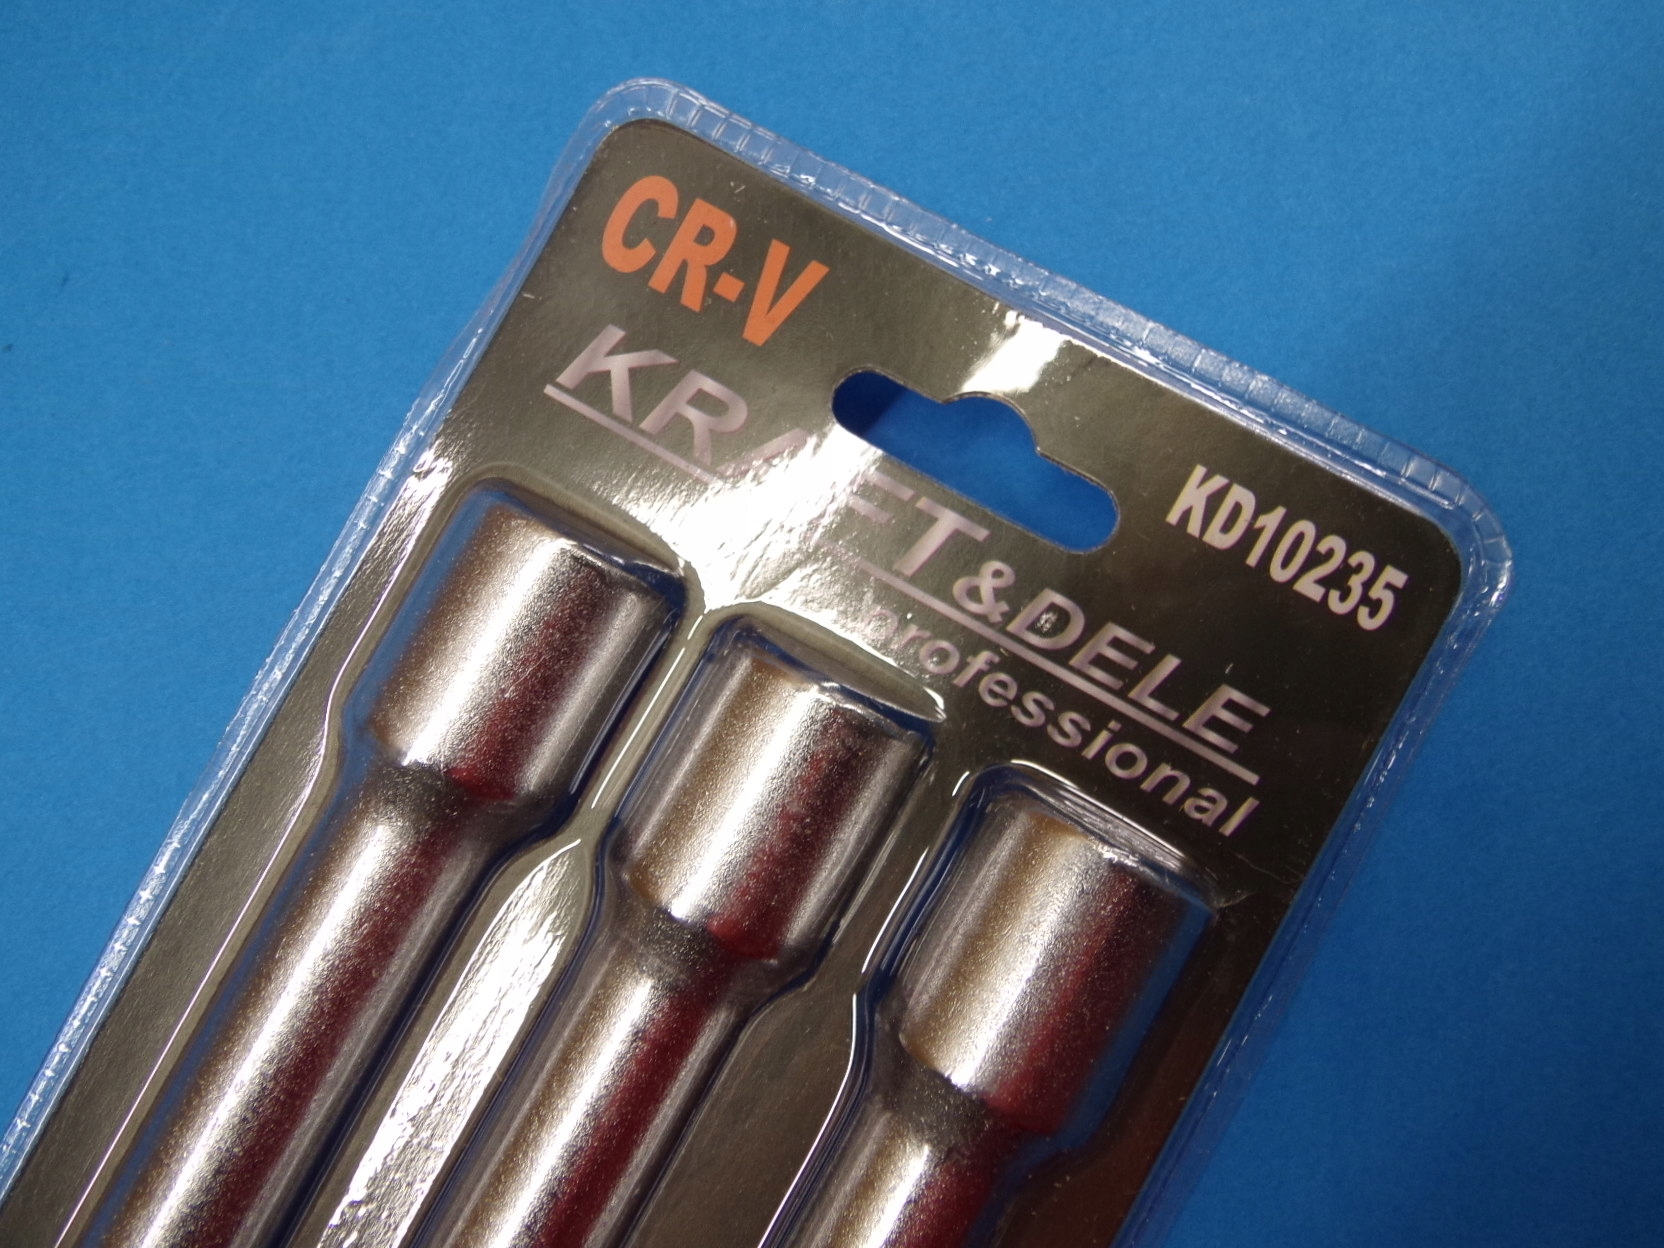 CR-V
KRAFT&DELE
professional
KD10235